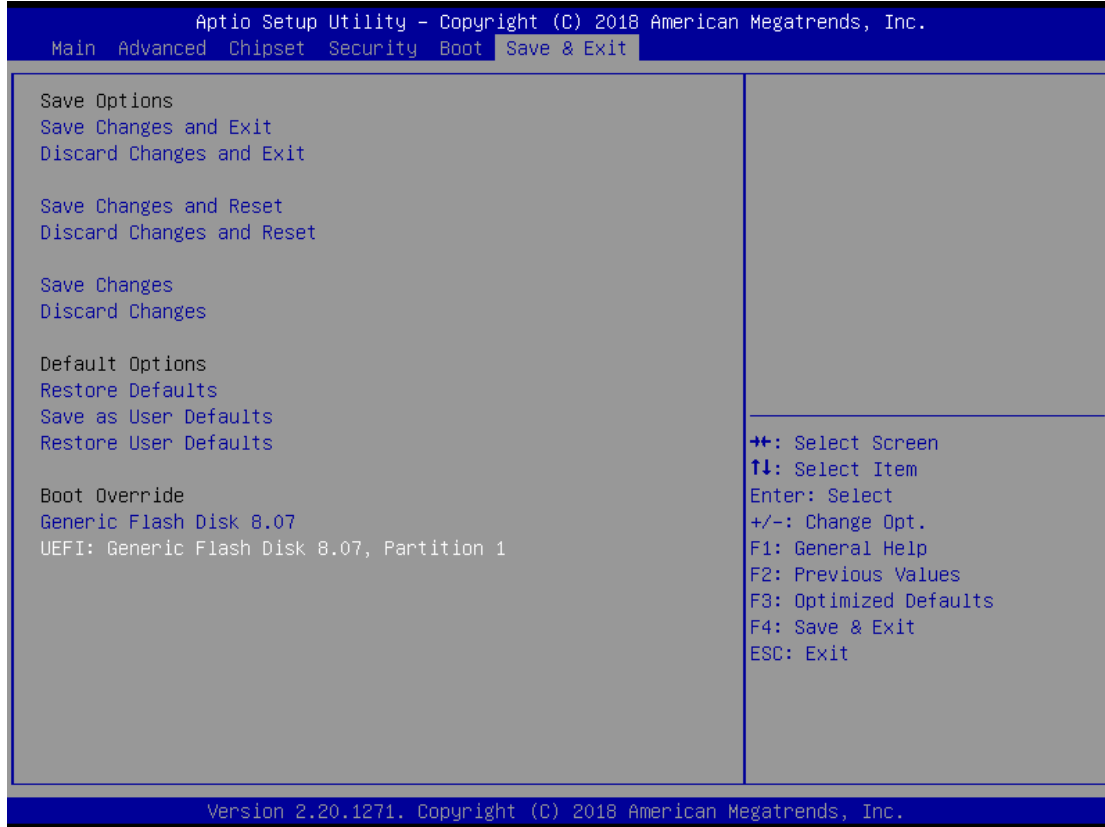 Aptio Setup Utility – Copyright (C) 2018 American Megatrends, Inc.
Main Advanced Chipset Security Boot Save & Exit
Save Options
Save Changes and Exit
Discard Changes and Exit
Save Changes and Reset
Discard Changes and Reset
Save Changes
Discard Changes
Default Options
Restore Defaults
Save as User Defaults
Restore User Defaults
Boot Override
Generic Flash Disk 8.07
UEFI: Generic Flash Disk 8.07, Partition 1
→←: Select Screen
↑↓: Select Item
Enter: Select
+/-: Change Opt.
F1: General Help
F2: Previous Values
F3: Optimized Defaults
F4: Save & Exit
ESC: Exit
Version 2.20.1271. Copyright (C) 2018 American Megatrends, Inc.